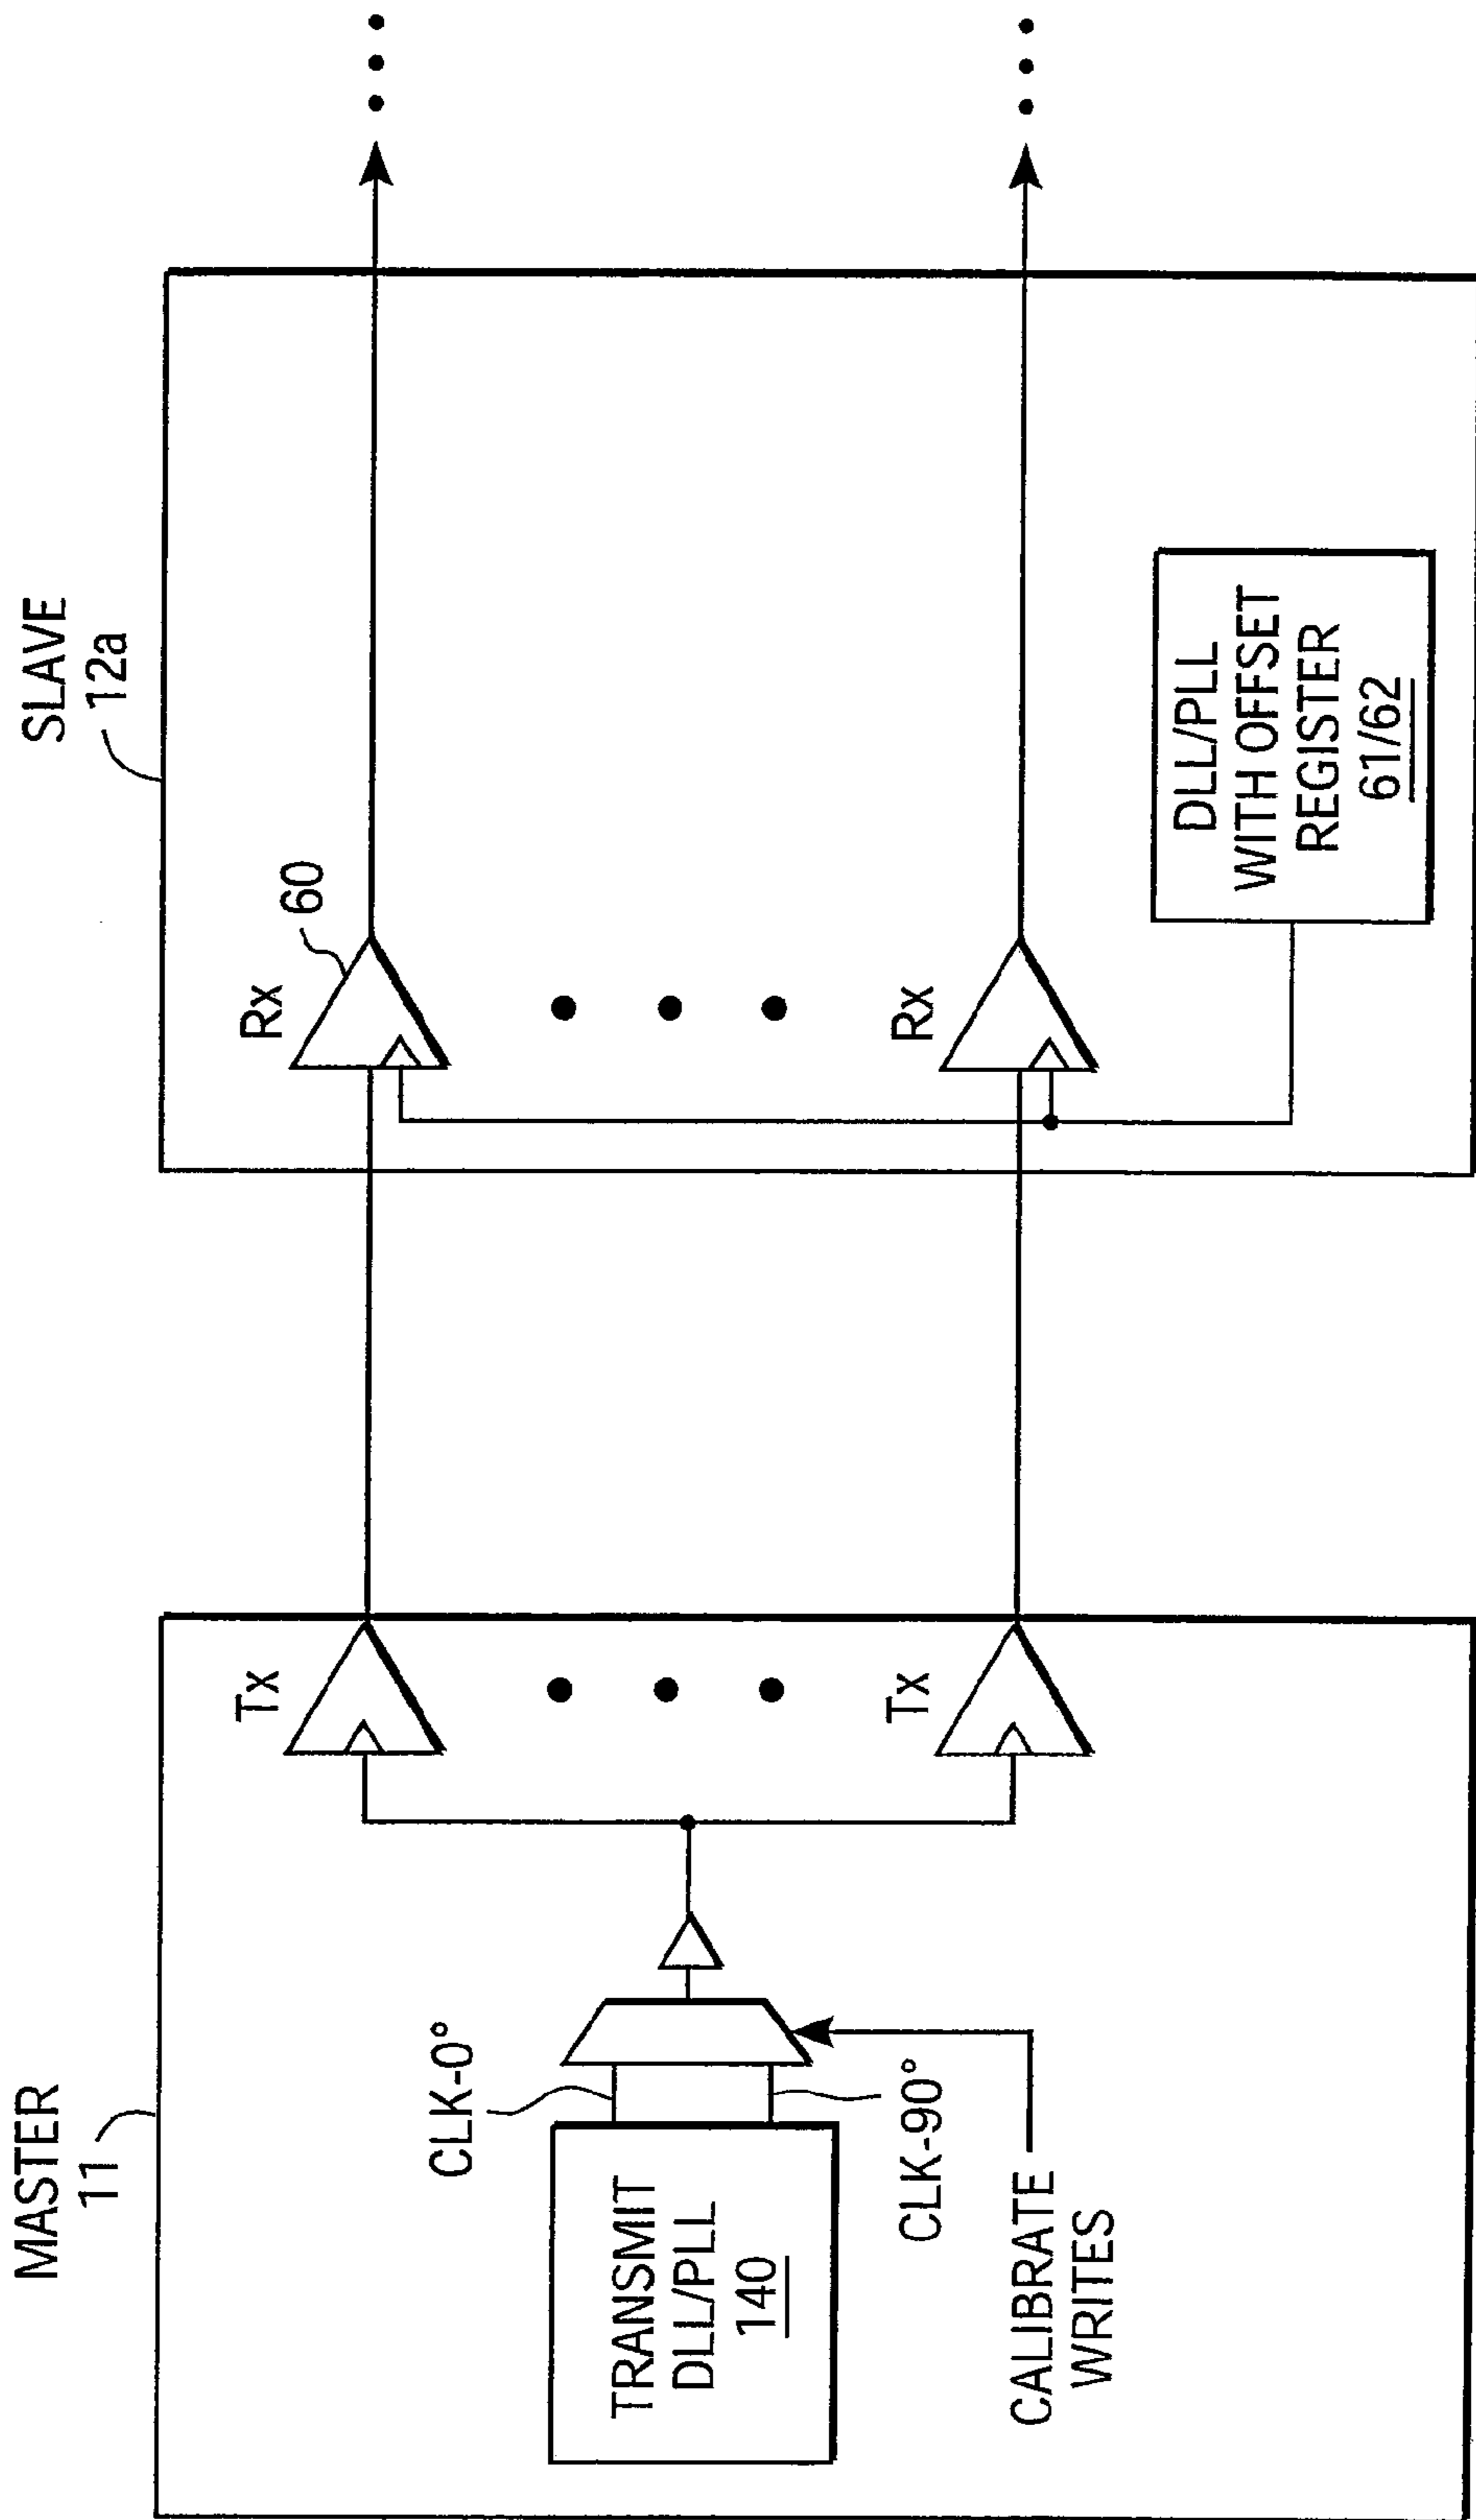 MASTER
11
TRANSMIT
DLL/PLL
140
CLK-0°
CLK-90°
CALIBRATE
WRITES
Tx
Tx
SLAVE
12a
Rx
60
Rx
DLL/PLL
WITH OFFSET
REGISTER
61/62